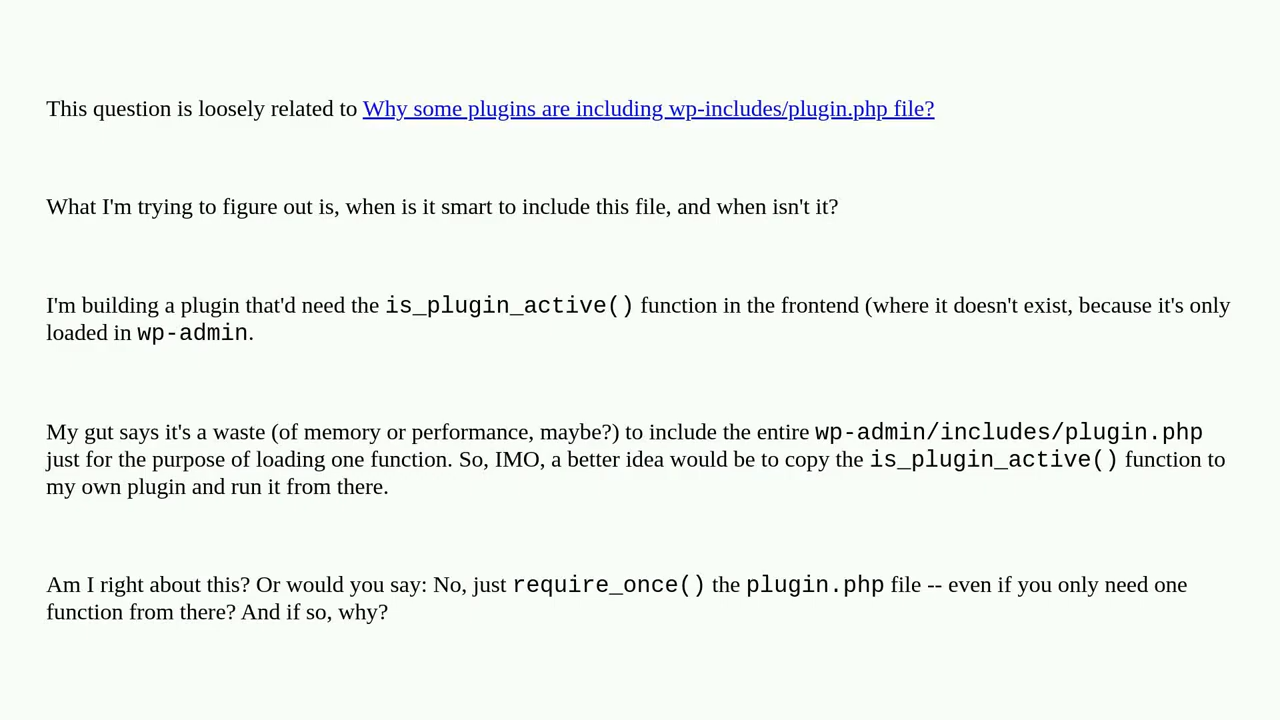 This question is loosely related to Why some plugins are including wp-includes/plugin.php file?
What I'm trying to figure out is, when is it smart to include this file, and when isn't it?
I'm building a plugin that'd need the is_plugin_active() function in the frontend (where it doesn't exist, because it's only
loaded in wp-admin.
My gut says it's a waste (of memory or performance, maybe?) to include the entire wp-admin/includes/plugin.php
just for the purpose of loading one function. So, IMO, a better idea would be to copy the is_plugin_active() function to
my own plugin and run it from there.
Am I right about this? Or would you say: No, just require_once() the plugin.php file -- even if you only need one
function from there? And if so, why?